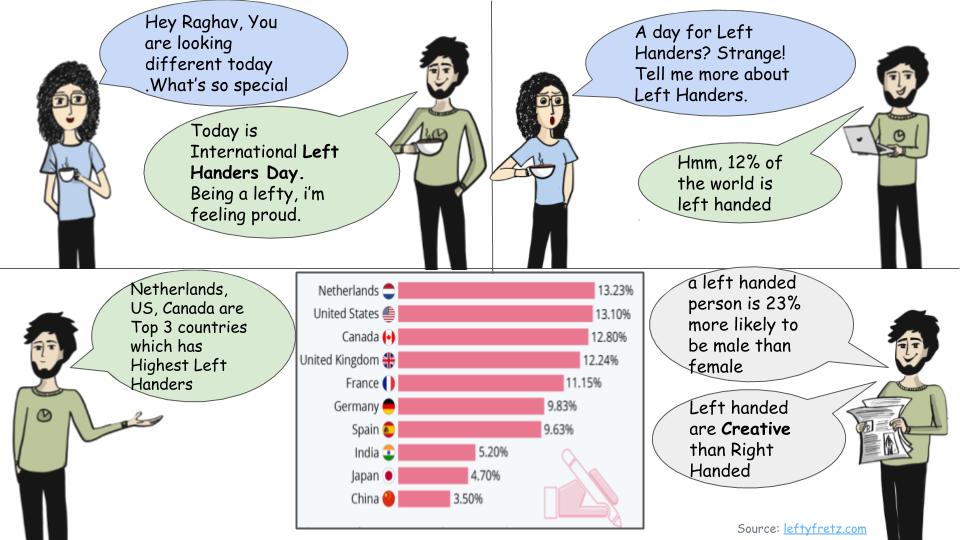 Hey Raghav, You
are looking
different today
.What's so special
Today is
International Left
Handers Day.
Being a lefty, i'm
feeling proud.
A day for Left
Handers? Strange!
Tell me more about
Left Handers.
Hmm, 12% of
the world is
left handed
Netherlands,
US, Canada are
Top 3 countries
which has
Highest Left
Handers
Netherlands 13.23%
United States 13.10%
Canada 12.80%
United Kingdom 12.24%
France 11.15%
Germany 9.83%
Spain 9.63%
India 5.20%
Japan 4.70%
China 3.50%
a left handed
person is 23%
more likely to
be male than
female
Left handed
are Creative
than Right
Handed
Source: leftyfretz.com